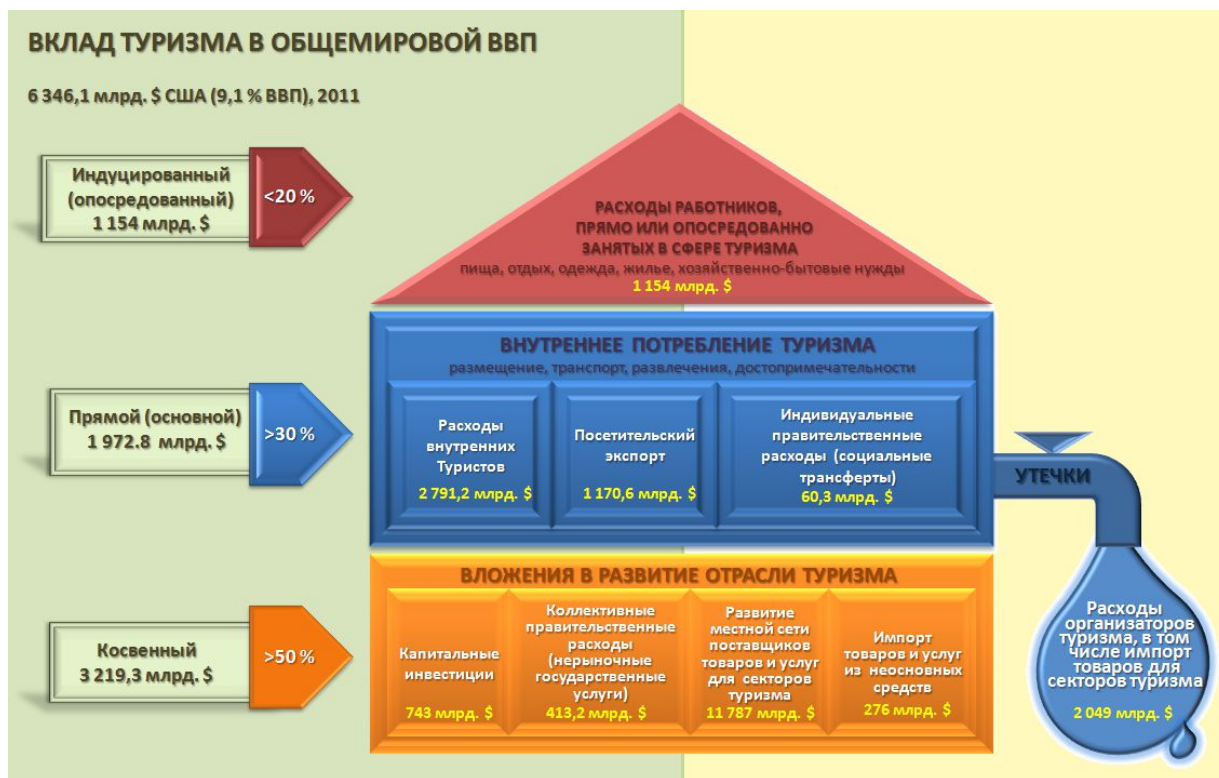 ВКЛАД ТУРИЗМА В ОБЩЕМИРОВОЙ ВВП
6 346,1 млрд. $ США (9,1 % ВВП), 2011
Индуцированный
(опосредованный)
1 154 млрд. $
<20 %
РАСХОДЫ РАБОТНИКОВ,
ПРЯМО ИЛИ ОПОСРЕДОВАННО
ЗАНЯТЫХ В СФЕРЕ ТУРИЗМА
пища, отдых, одежда, жилье, хозяйственно-бытовые нужды
1 154 млрд. $
Прямой (основной)
1 972.8 млрд. $
>30 %
ВНУТРЕННЕЕ ПОТРЕБЛЕНИЕ ТУРИЗМА
размещение, транспорт, развлечения, достопримечательности
Расходы
внутренних
Туристов
2 791,2 млрд. $
Посетительский
экспорт
1 170,6 млрд. $
Индивидуальные
правительственные
расходы (социальные
трансферты)
60,3 млрд. $
УТЕЧКИ
Расходы
организаторов
туризма, в том
числе импорт
товаров для
секторов туризма
2 049 млрд. $
Косвенный
3 219,3 млрд. $
>50 %
ВЛОЖЕНИЯ В РАЗВИТИЕ ОТРАСЛИ ТУРИЗМА
Капитальные
инвестиции
743 млрд. $
Коллективные
правительственные
расходы
(нерыночные
государственные
услуги)
413,2 млрд. $
Развитие
местной сети
поставщиков
товаров и услуг
для секторов
туризма
11 787 млрд. $
Импорт
товаров и услуг
из неосновных
средств
276 млрд. $